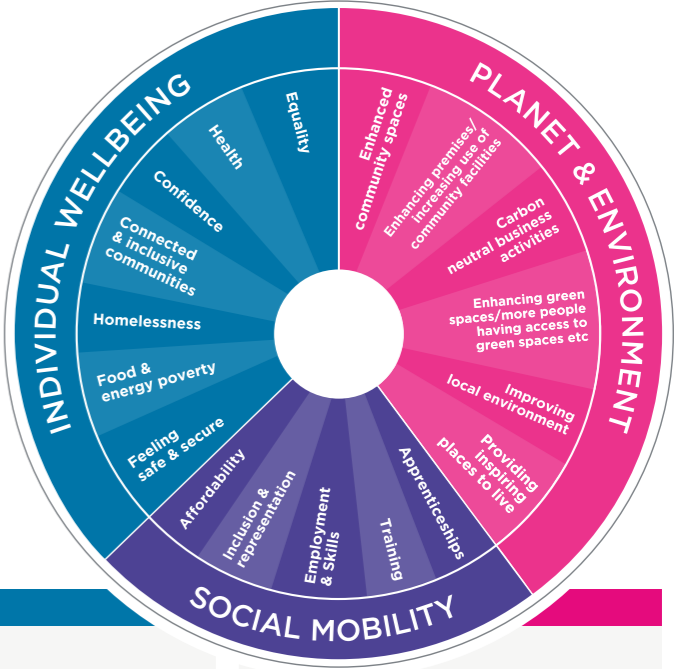 INDIVIDUAL WELLBEING
Equality
Health
Confidence
Connected
& inclusive
communities
Homelessness
Food &
energy poverty
Feeling
safe & secure
PLANET & ENVIRONMENT
Enhanced
community spaces
Enhancing premises/
increasing use of
community facilities
Carbon
neutral business
activities
Enhancing green
spaces/more people
having access to
green spaces etc
Improving
local environment
Providing
inspiring
places to live
SOCIAL MOBILITY
Affordability
Inclusion &
representation
Employment
& Skills
Training
Apprenticeships